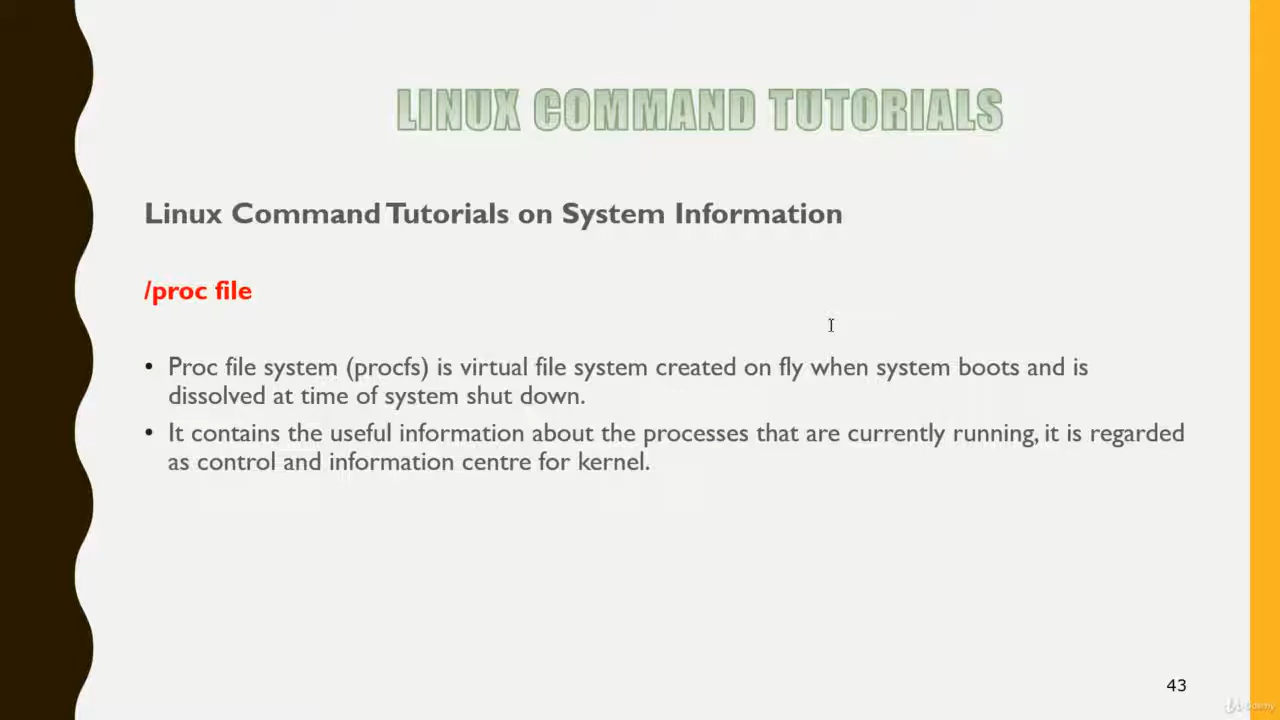 LINUX COMMAND TUTORIALS
Linux Command Tutorials on System Information
/proc file
• Proc file system (procfs) is virtual file system created on fly when system boots and is
dissolved at time of system shut down.
• It contains the useful information about the processes that are currently running, it is regarded
as control and information centre for kernel.
43
Udemy